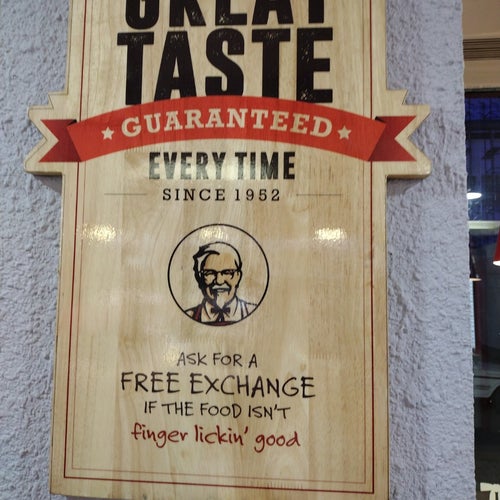 GREAT
TASTE
GUARANTEED
EVERY TIME
SINCE 1952
ASK FOR A
FREE EXCHANGE
IF THE FOOD ISN'T
finger lickin' good